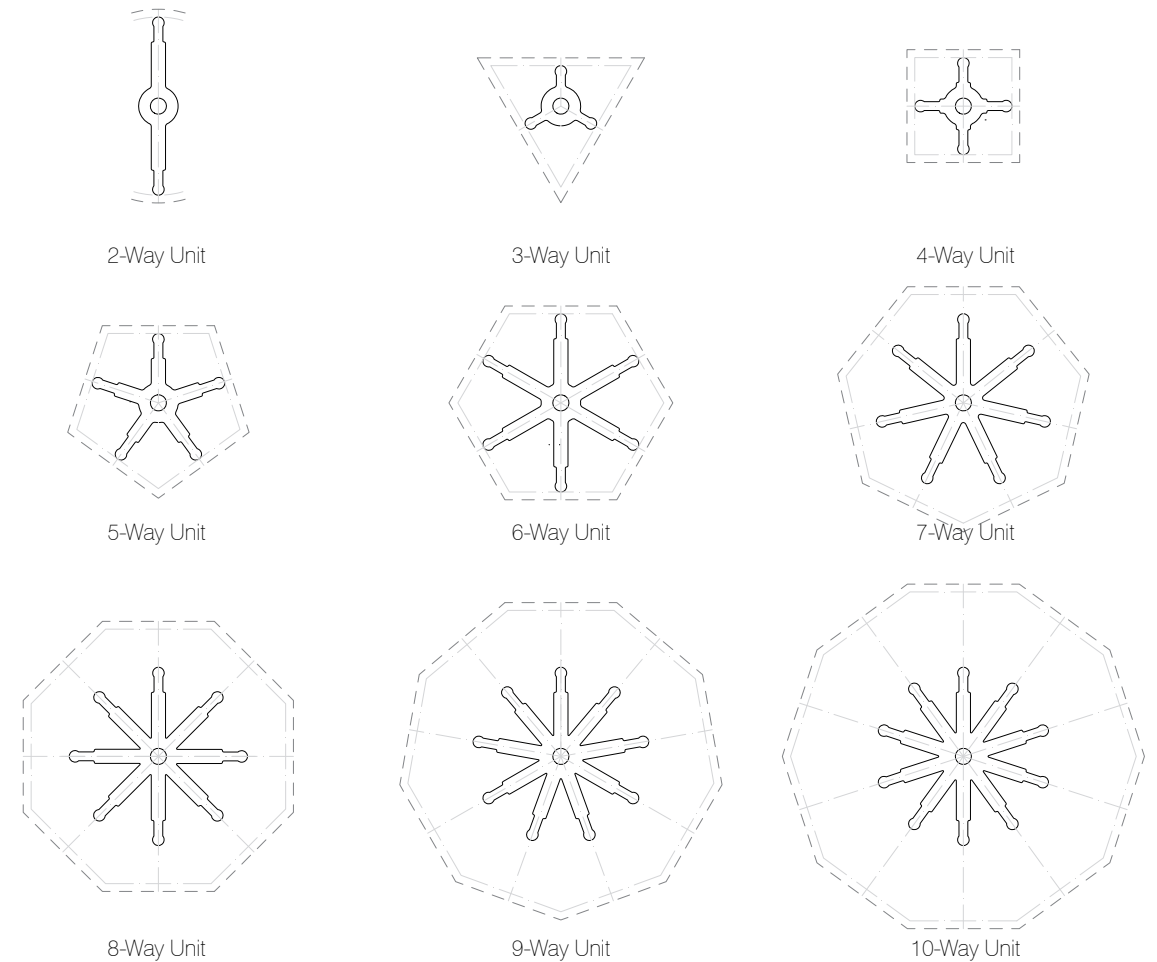 2-Way Unit
3-Way Unit
4-Way Unit
5-Way Unit
6-Way Unit
7-Way Unit
8-Way Unit
9-Way Unit
10-Way Unit